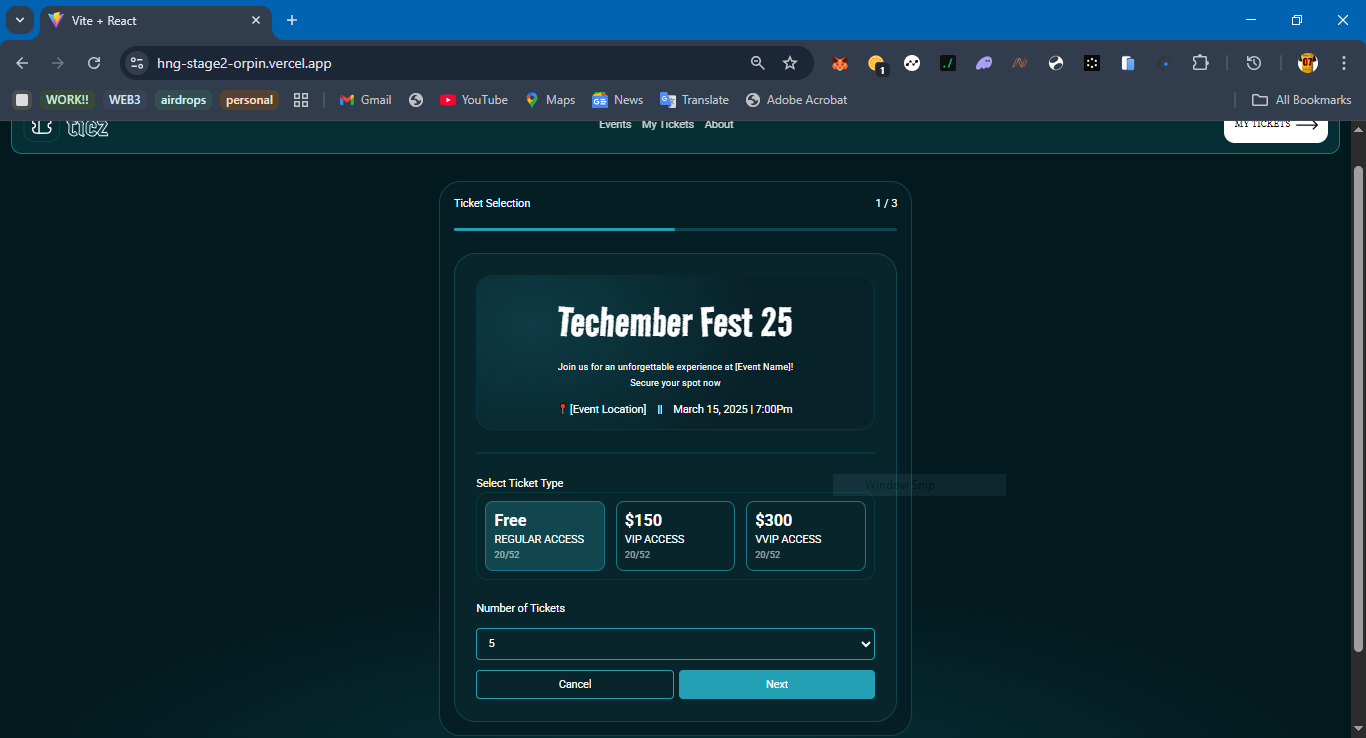 Vite + React
hng-stage2-orpin.vercel.app
1
07
WORK!! WEB3 airdrops personal Gmail YouTube Maps News Translate Adobe Acrobat All Bookmarks
ticz
Events My Tickets About
MY TICKETS
Ticket Selection 1 / 3
Techember Fest 25
Join us for an unforgettable experience at [Event Name]!
Secure your spot now
[Event Location] || March 15, 2025 | 7:00Pm
Select Ticket Type
Window Snip
Free $150 $300
REGULAR ACCESS VIP ACCESS VVIP ACCESS
20/52 20/52 20/52
Number of Tickets
5
Cancel Next